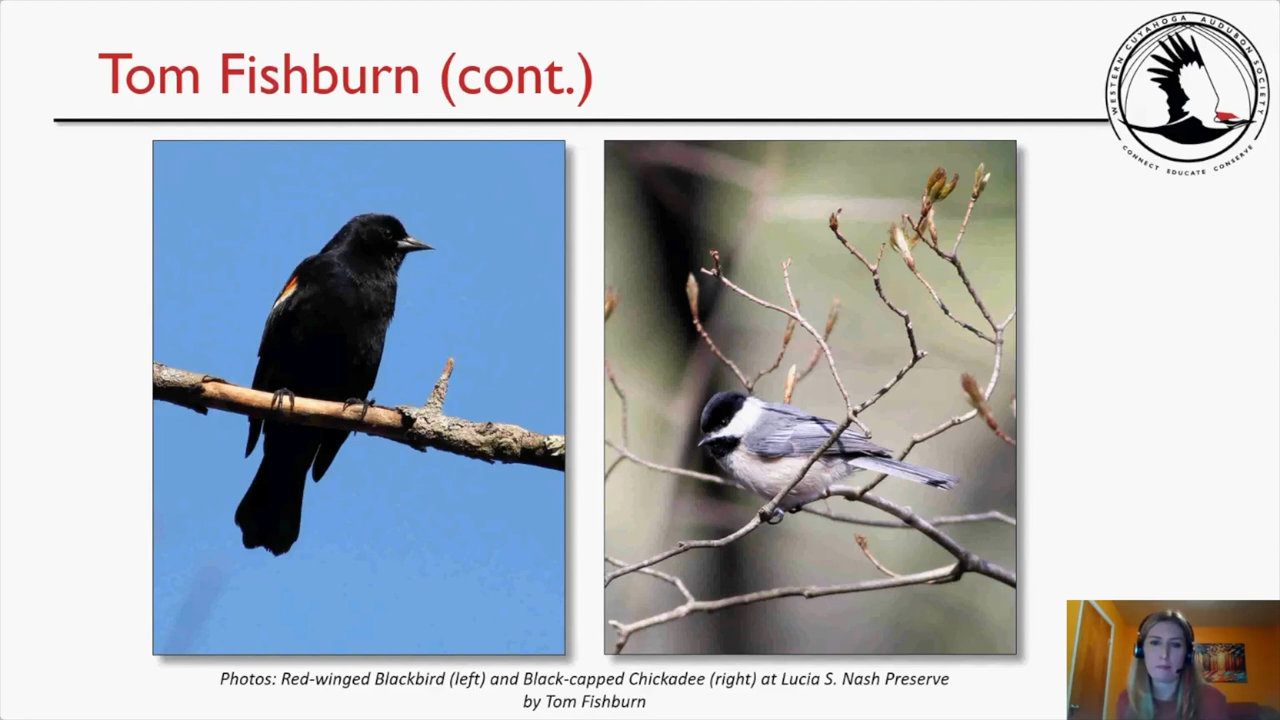 Tom Fishburn (cont.)
WESTERN CUYAHOGA AUDUBON SOCIETY
CONNECT EDUCATE CONSERVE
Photos: Red-winged Blackbird (left) and Black-capped Chickadee (right) at Lucia S. Nash Preserve
by Tom Fishburn